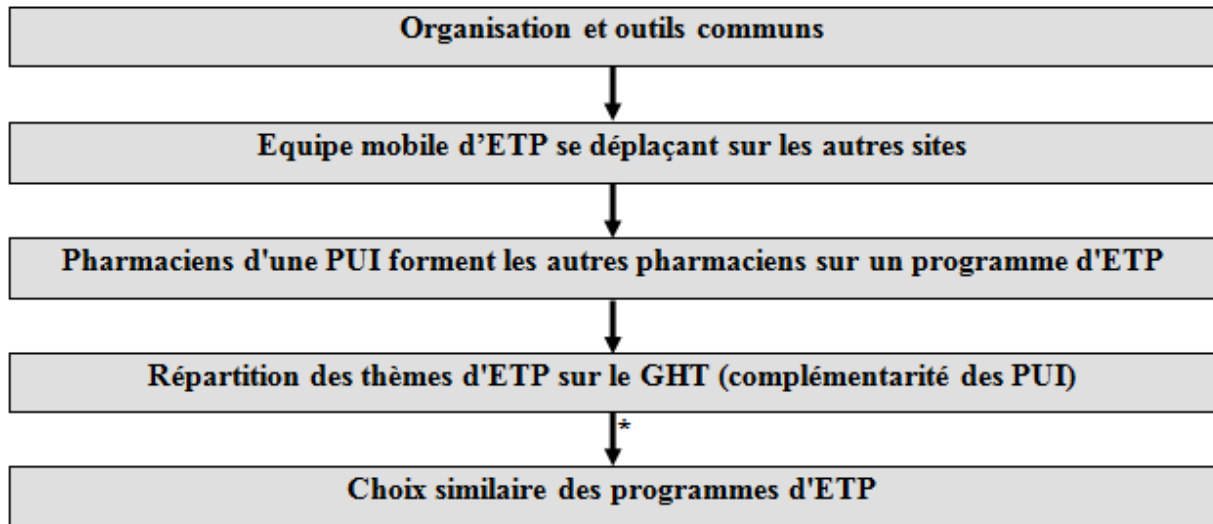 Organisation et outils communs
Equipe mobile d’ETP se déplaçant sur les autres sites
Pharmaciens d'une PUI forment les autres pharmaciens sur un programme d'ETP
Répartition des thèmes d'ETP sur le GHT (complémentarité des PUI)
*
Choix similaire des programmes d'ETP